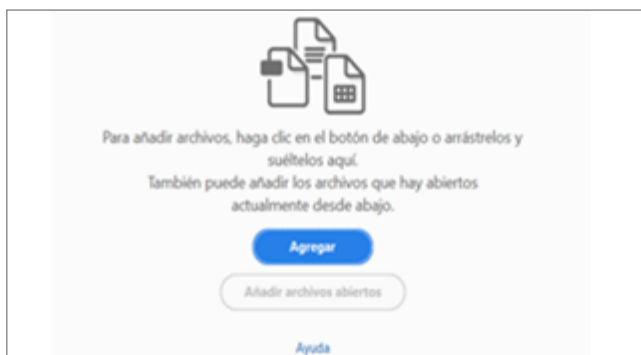 Para añadir archivos, haga clic en el botón de abajo o arrástrelos y
suéltelos aquí.
También puede añadir los archivos que hay abiertos
actualmente desde abajo.
Agregar
Añadir archivos abiertos
Ayuda